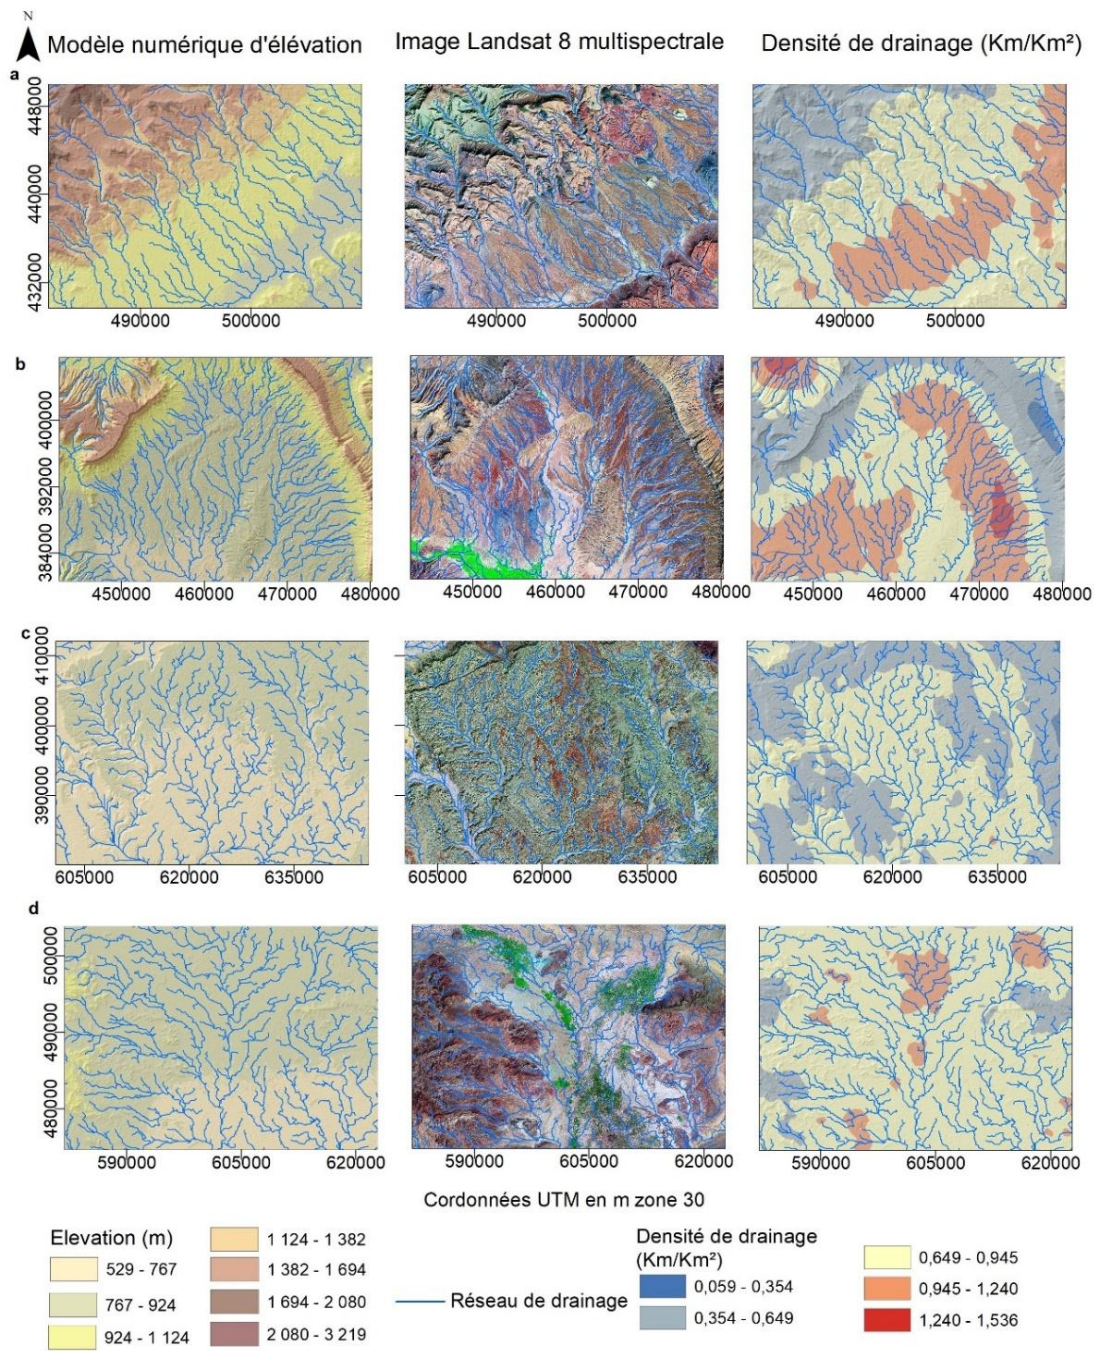 N
Modèle numérique d'élévation Image Landsat 8 multispectrale Densité de drainage (Km/Km²)
a
448000
440000
432000
490000 500000 490000 500000 490000 500000
b
400000
392000
384000
450000 460000 470000 480000 450000 460000 470000 480000 450000 460000 470000 480000
c
410000
400000
390000
605000 620000 635000 605000 620000 635000 605000 620000 635000
d
500000
490000
480000
590000 605000 620000 590000 605000 620000 590000 605000 620000
Cordonnées UTM en m zone 30
Elevation (m)
529 - 767
767 - 924
924 - 1 124
1 124 - 1 382
1 382 - 1 694
1 694 - 2 080
2 080 - 3 219
Réseau de drainage
Densité de drainage
(Km/Km²)
0,059 - 0,354
0,354 - 0,649
0,649 - 0,945
0,945 - 1,240
1,240 - 1,536